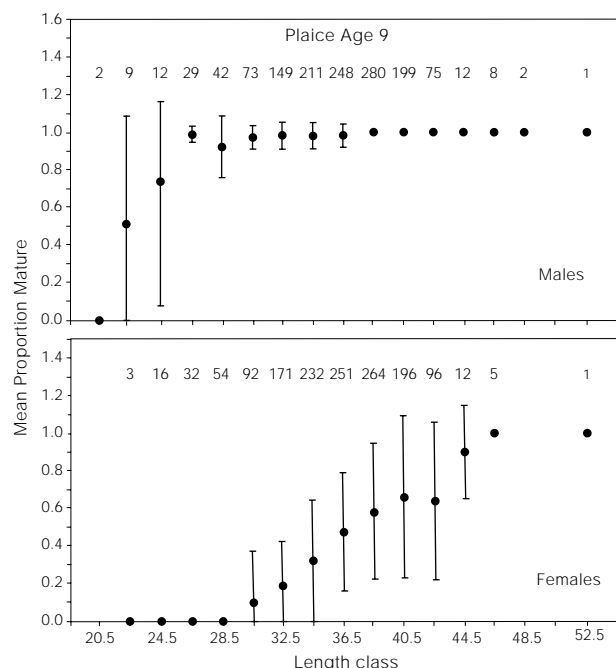 Plaice Age 9
1.6
2 9 12 29 42 73 149 211 248 280 199 75 12 8 2 1
1.4
1.2
1.0
0.8
0.6
0.4
0.2
0.0
Males
Mean Proportion Mature
1.4
3 16 32 54 92 171 232 251 264 196 96 12 5 1
1.2
1.0
0.8
0.6
0.4
0.2
0.0
Females
20.5 24.5 28.5 32.5 36.5 40.5 44.5 48.5 52.5
Length class